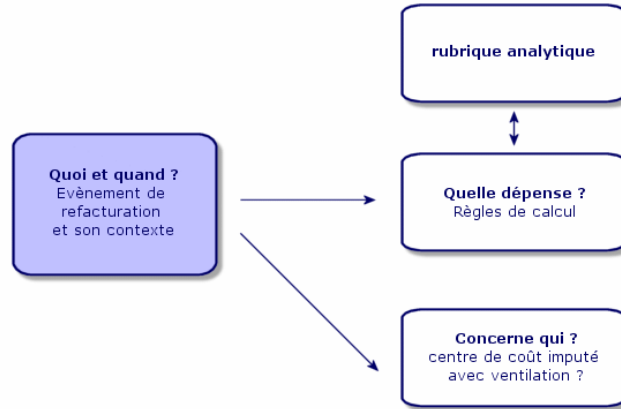 rubrique analytique
Quoi et quand ?
Evènement de
refacturation
et son contexte
Quelle dépense ?
Règles de calcul
Concerne qui ?
centre de coût imputé
avec ventilation ?